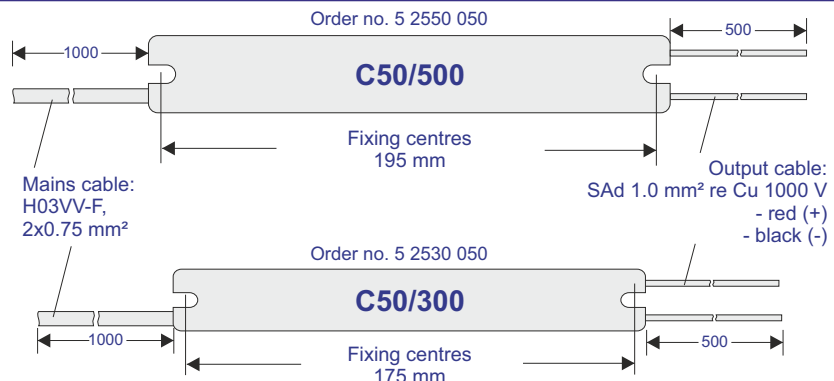 Order no. 5 2550 050
1000
500
C50/500
Fixing centres
195 mm
Mains cable:
H03VV-F,
2x0.75 mm²
Output cable:
SAd 1.0 mm² re Cu 1000 V
- red (+)
- black (-)
Order no. 5 2530 050
C50/300
1000
500
Fixing centres
175 mm